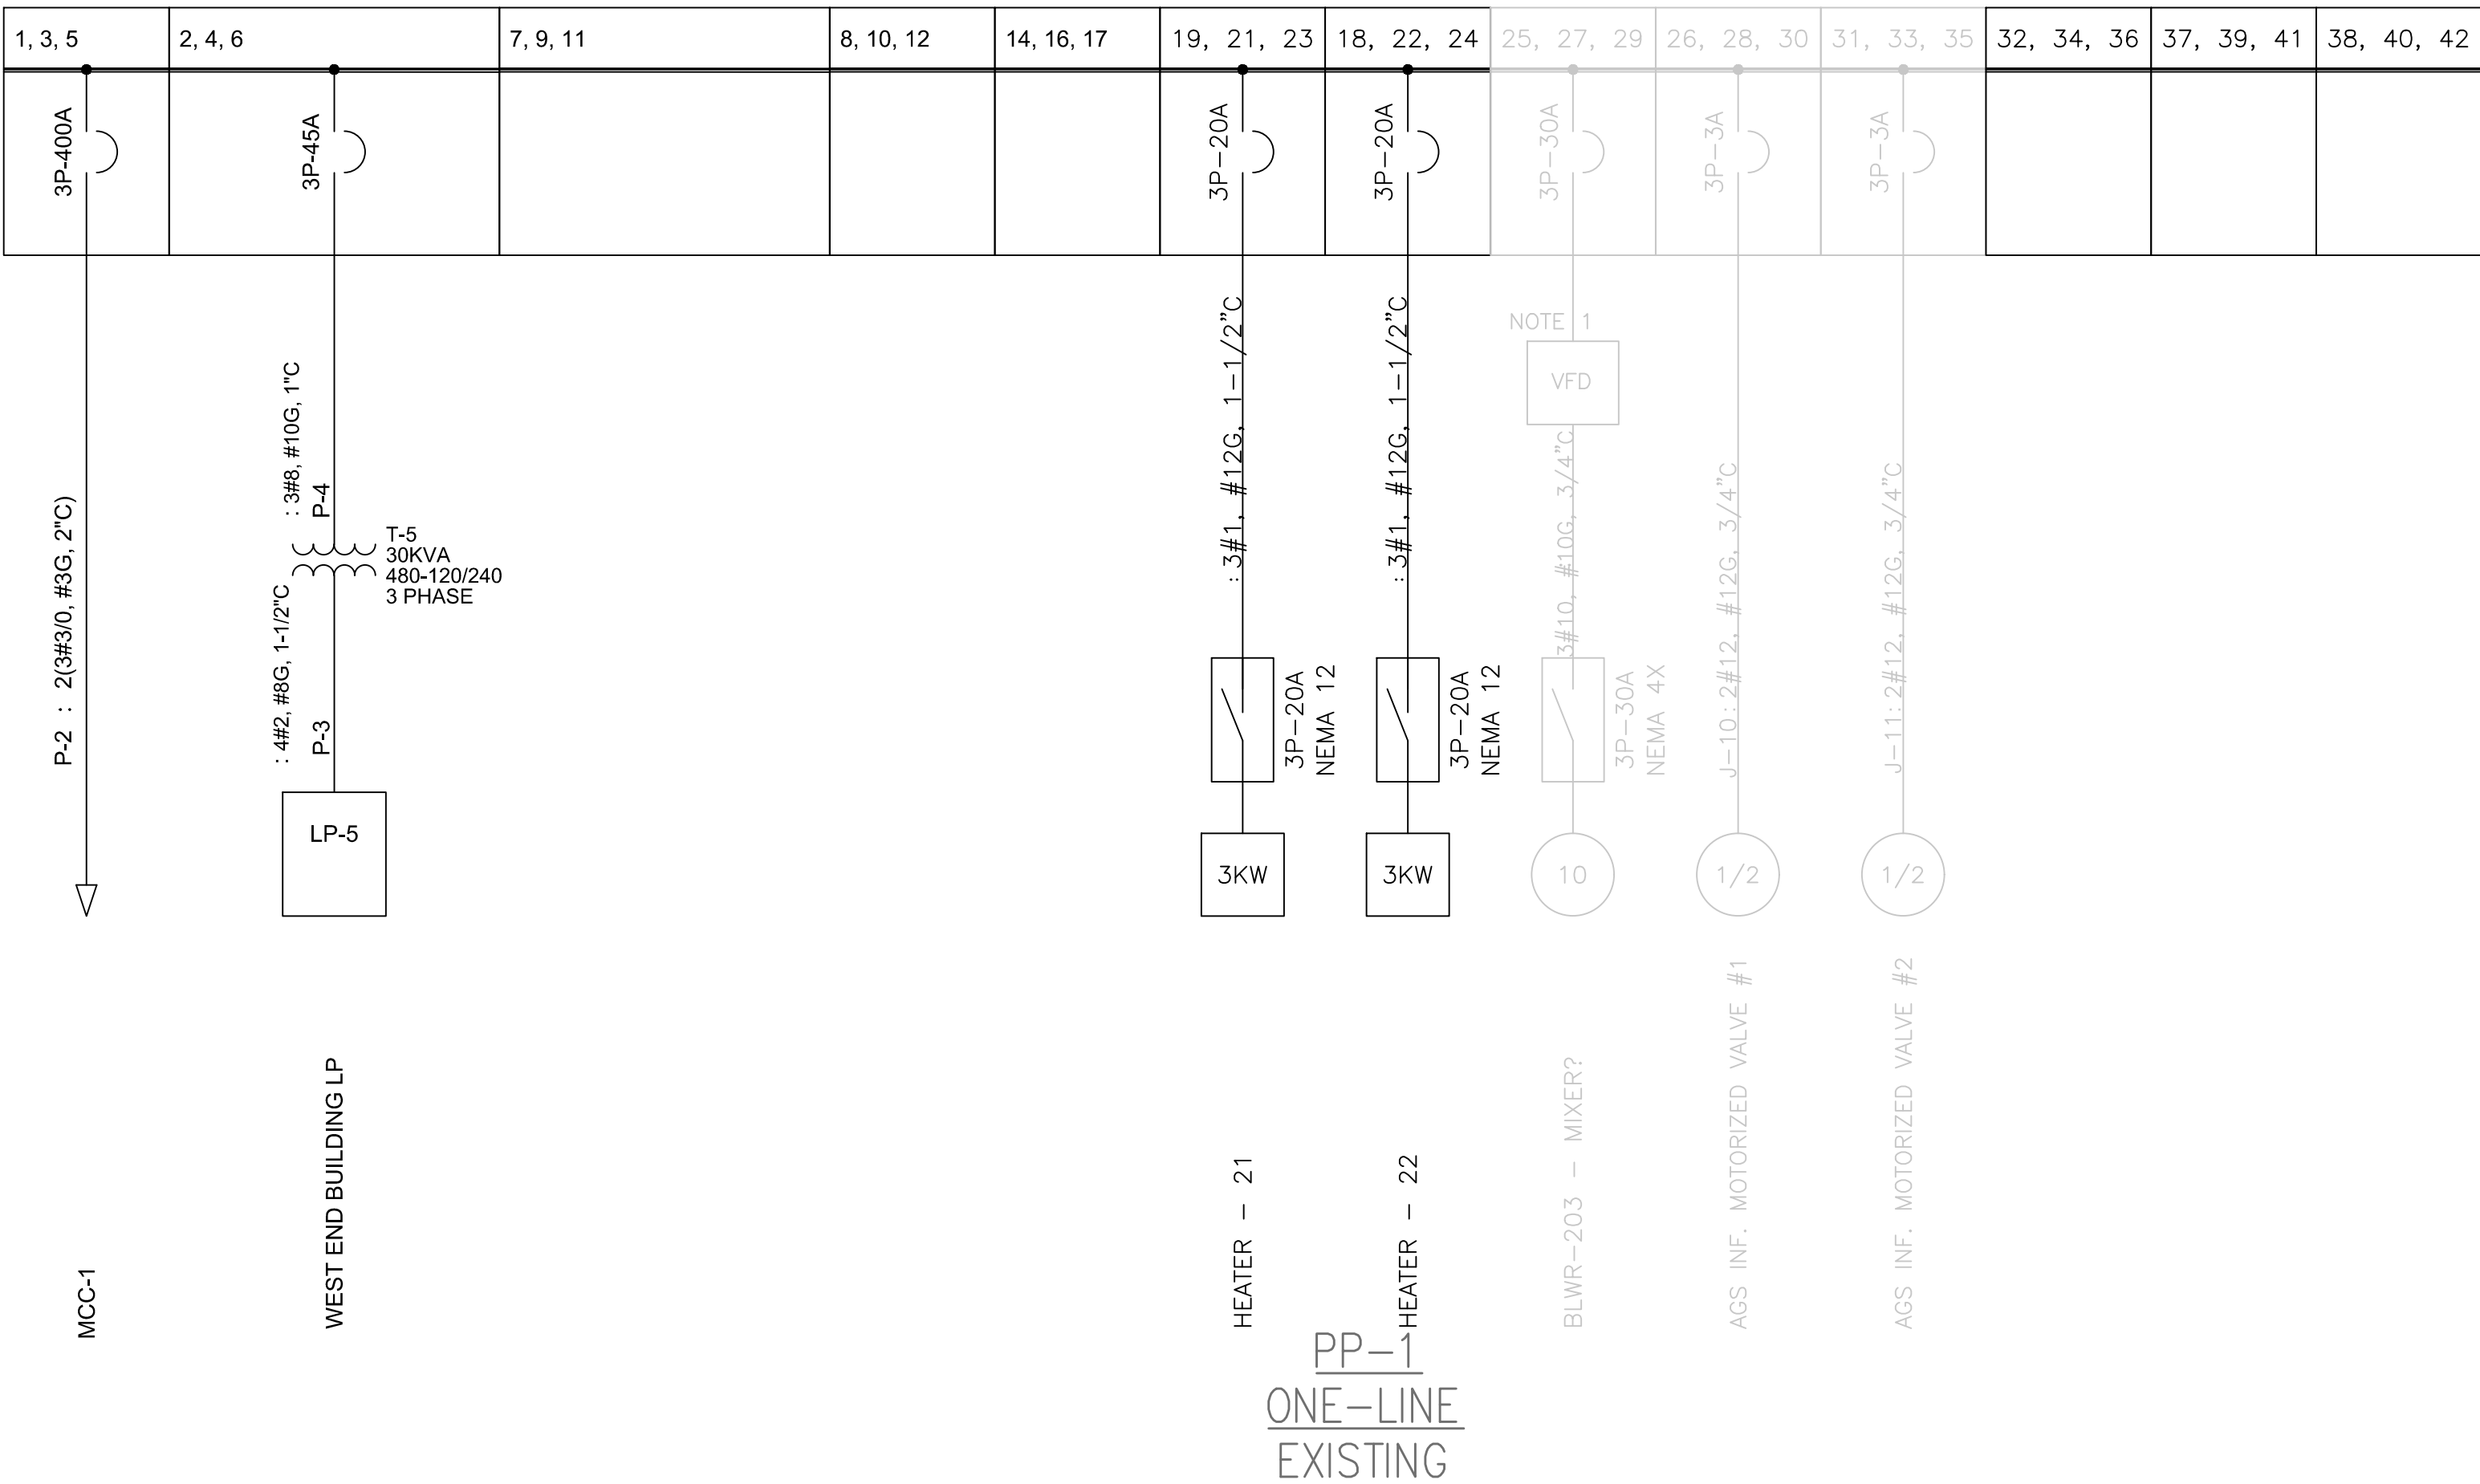 1, 3, 5
2, 4, 6
7, 9, 11
8, 10, 12
14, 16, 17
19, 21, 23
18, 22, 24
25, 27, 29
26, 28, 30
31, 33, 35
32, 34, 36
37, 39, 41
38, 40, 42
3P-400A
3P-45A
3P-20A
3P-20A
3P-30A
3P-3A
3P-3A
P-2 : 2(3#3/0, #3G, 2"C)
: 3#8, #10G, 1"C
P-4
T-5
30KVA
480-120/240
3 PHASE
: 4#2, #8G, 1-1/2"C
P-3
LP-5
: 3#1, #12G, 1-1/2"C
3P-20A
NEMA 12
3KW
: 3#1, #12G, 1-1/2"C
3P-20A
NEMA 12
3KW
NOTE 1
VFD
3#10, #10G, 3/4"C
3P-30A
NEMA 4X
10
J-10: 2#12, #12G, 3/4"C
1/2
J-11: 2#12, #12G, 3/4"C
1/2
MCC-1
WEST END BUILDING LP
HEATER - 21
HEATER - 22
BLWR-203 - MIXER?
AGS INF. MOTORIZED VALVE #1
AGS INF. MOTORIZED VALVE #2
PP-1
ONE-LINE
EXISTING